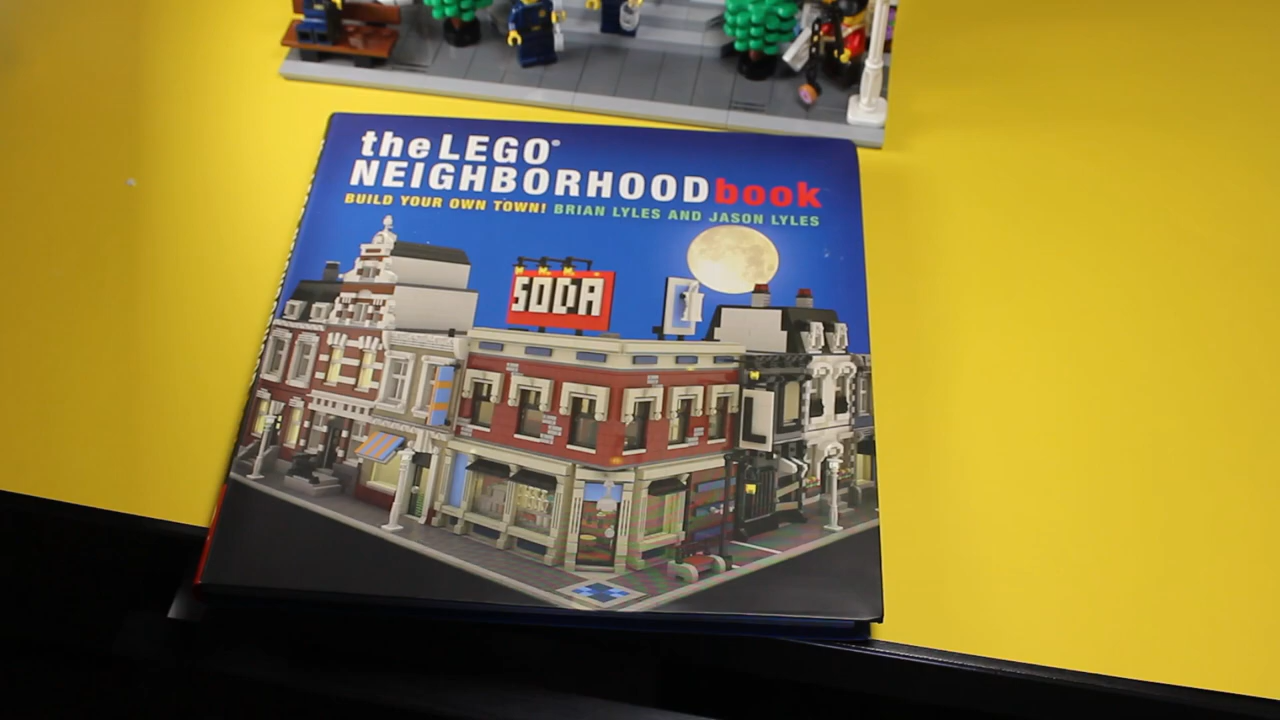 the LEGO®
NEIGHBORHOOD book
BUILD YOUR OWN TOWN! BRIAN LYLES AND JASON LYLES
SODA